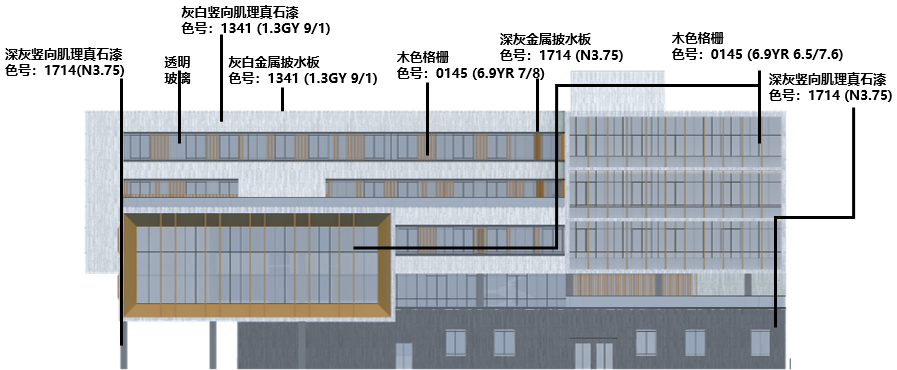 灰白竖向肌理真石漆
色号：1341 (1.3GY 9/1)
深灰竖向肌理真石漆
色号：1714(N3.75)
透明
玻璃
灰白金属披水板
色号：1341 (1.3GY 9/1)
木色格栅
色号：0145 (6.9YR 7/8)
深灰金属披水板
色号：1714 (N3.75)
木色格栅
色号：0145 (6.9YR 6.5/7.6)
深灰竖向肌理真石漆
色号：1714 (N3.75)